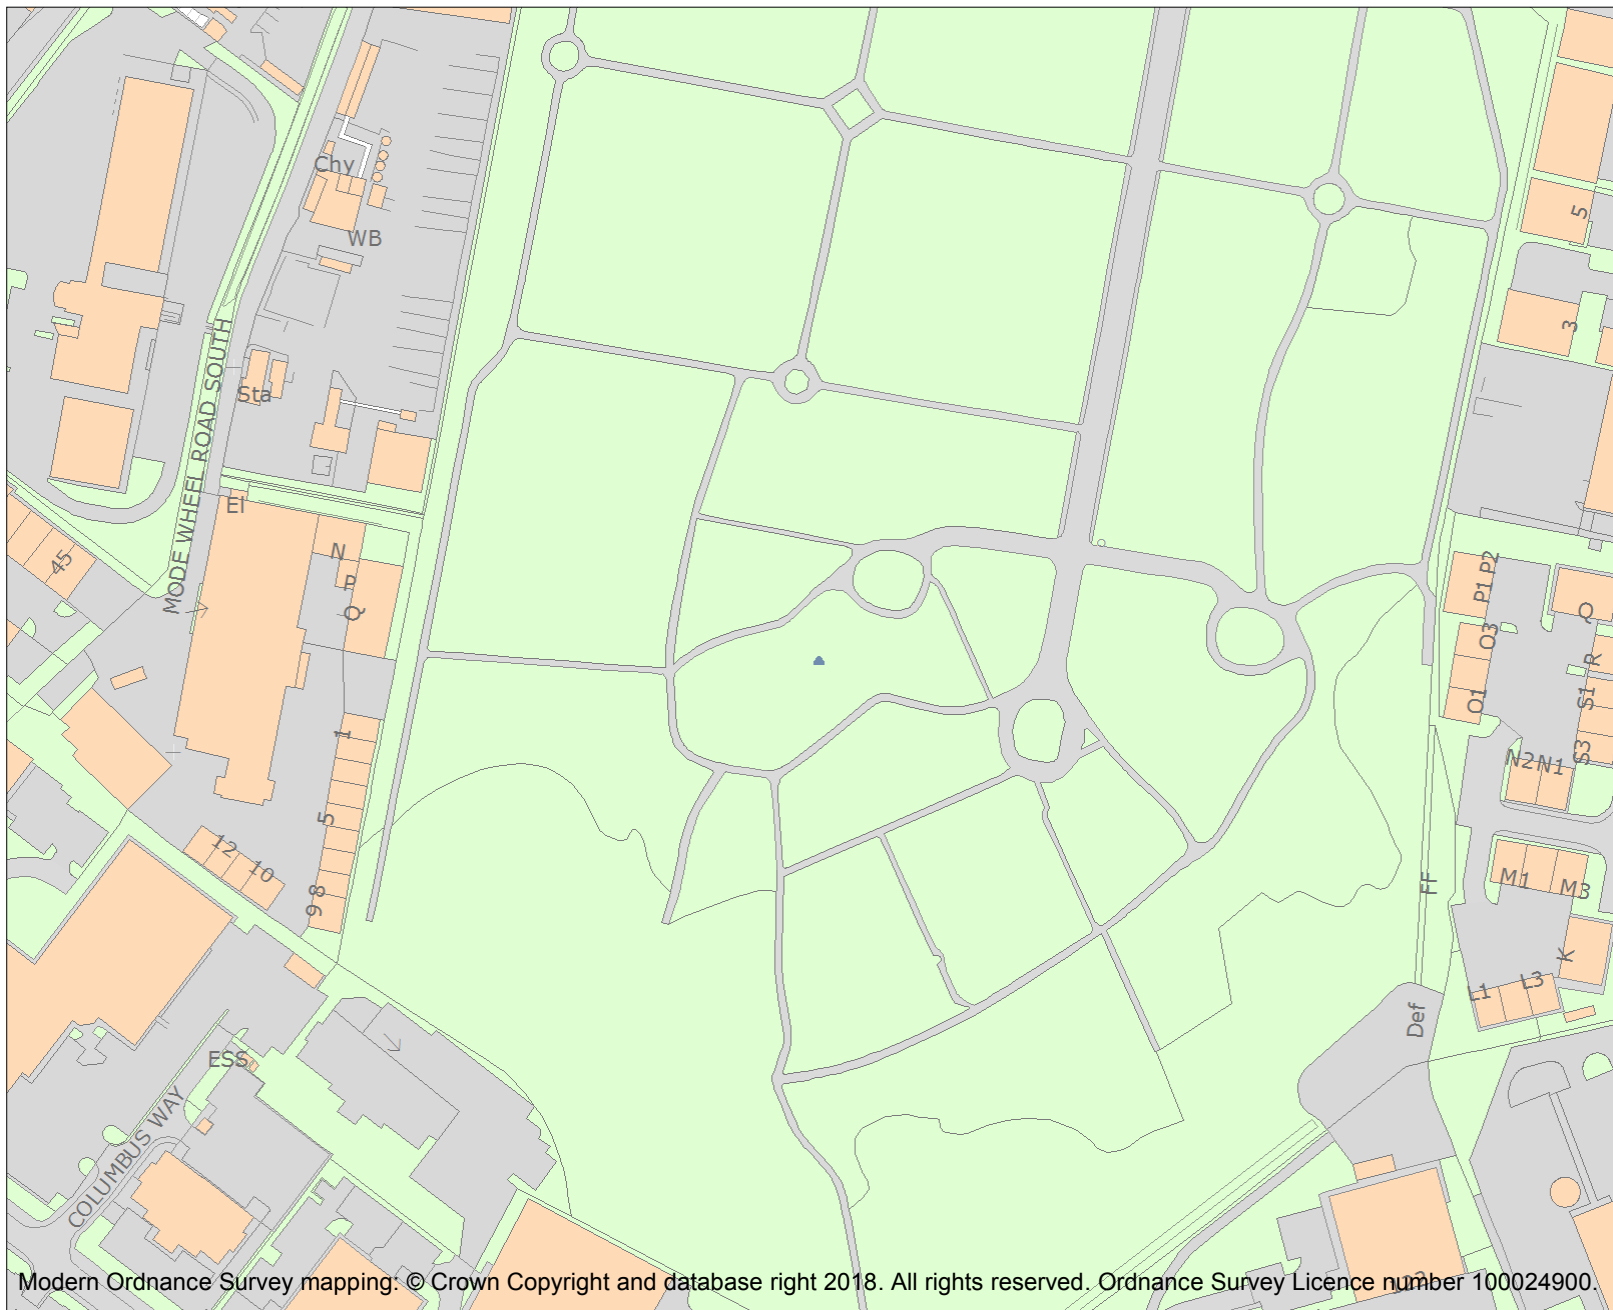 Chy
5
WB
3
MODE WHEEL ROAD SOUTH
Sta
El
45
N
P
Q
P1 P2
Q
O3
R
O1
S1
1
N2
N1
S3
5
12
10
9 8
FF
M1
M3
K
L1
L3
Def
ESS
COLUMBUS WAY
Modern Ordnance Survey mapping: © Crown Copyright and database right 2018. All rights reserved. Ordnance Survey Licence number 100024900.